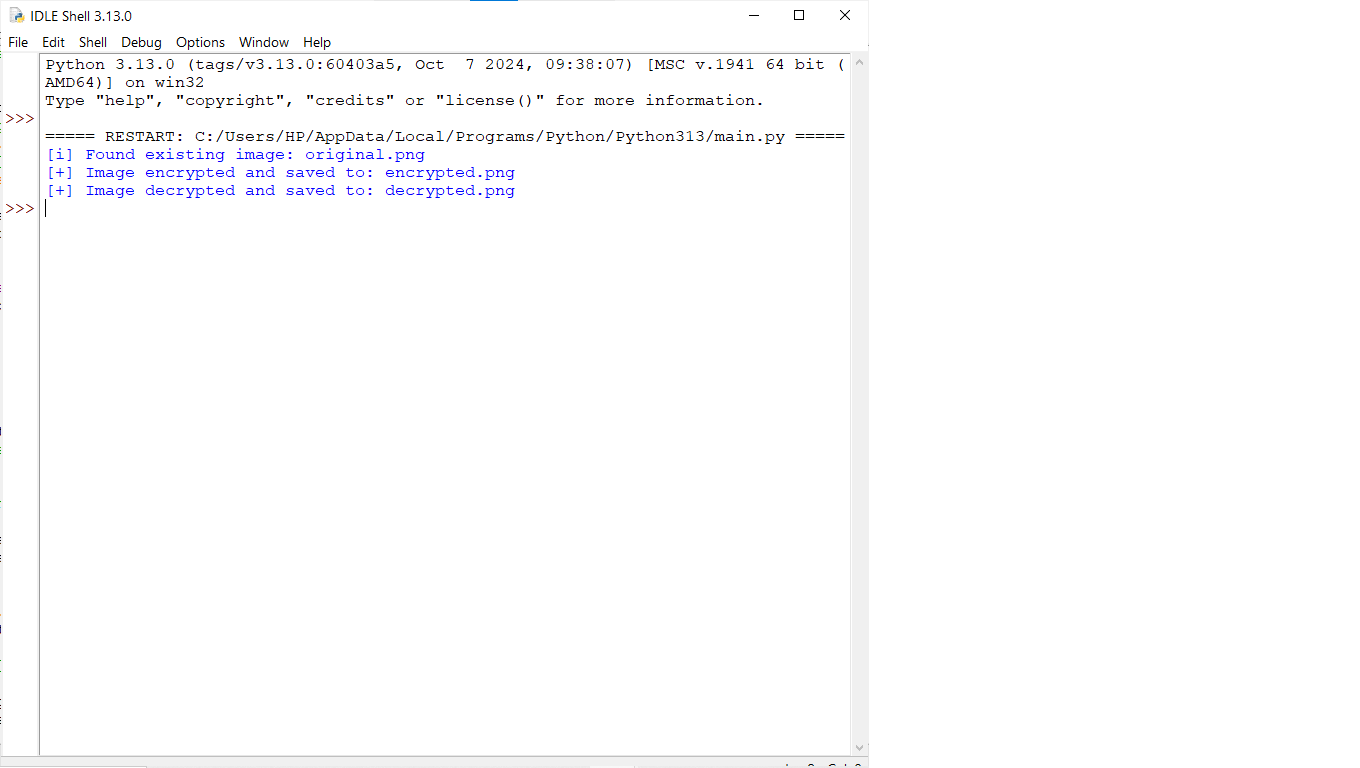 IDLE Shell 3.13.0
File Edit Shell Debug Options Window Help
Python 3.13.0 (tags/v3.13.0:60403a5, Oct  7 2024, 09:38:07) [MSC v.1941 64 bit (
AMD64)] on win32
Type "help", "copyright", "credits" or "license()" for more information.
>>>
===== RESTART: C:/Users/HP/AppData/Local/Programs/Python/Python313/main.py =====
[i] Found existing image: original.png
[+] Image encrypted and saved to: encrypted.png
[+] Image decrypted and saved to: decrypted.png
>>>